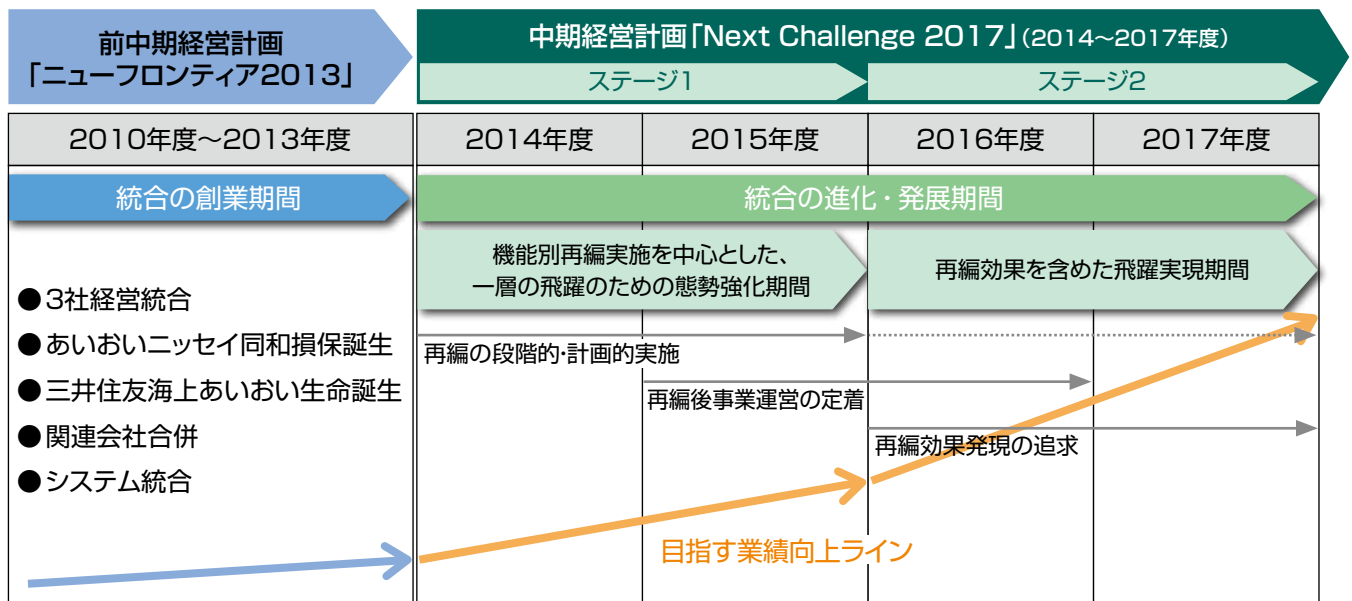 前中期経営計画
「ニューフロンティア2013」
中期経営計画「Next Challenge 2017」(2014～2017年度)
ステージ1
ステージ2
2010年度～2013年度
2014年度
2015年度
2016年度
2017年度
統合の創業期間
統合の進化・発展期間
機能別再編実施を中心とした、
一層の飛躍のための態勢強化期間
再編効果を含めた飛躍実現期間
●3社経営統合
●あいおいニッセイ同和損保誕生
●三井住友海上あいおい生命誕生
●関連会社合併
●システム統合
再編の段階的・計画的実施
再編後事業運営の定着
再編効果発現の追求
目指す業績向上ライン